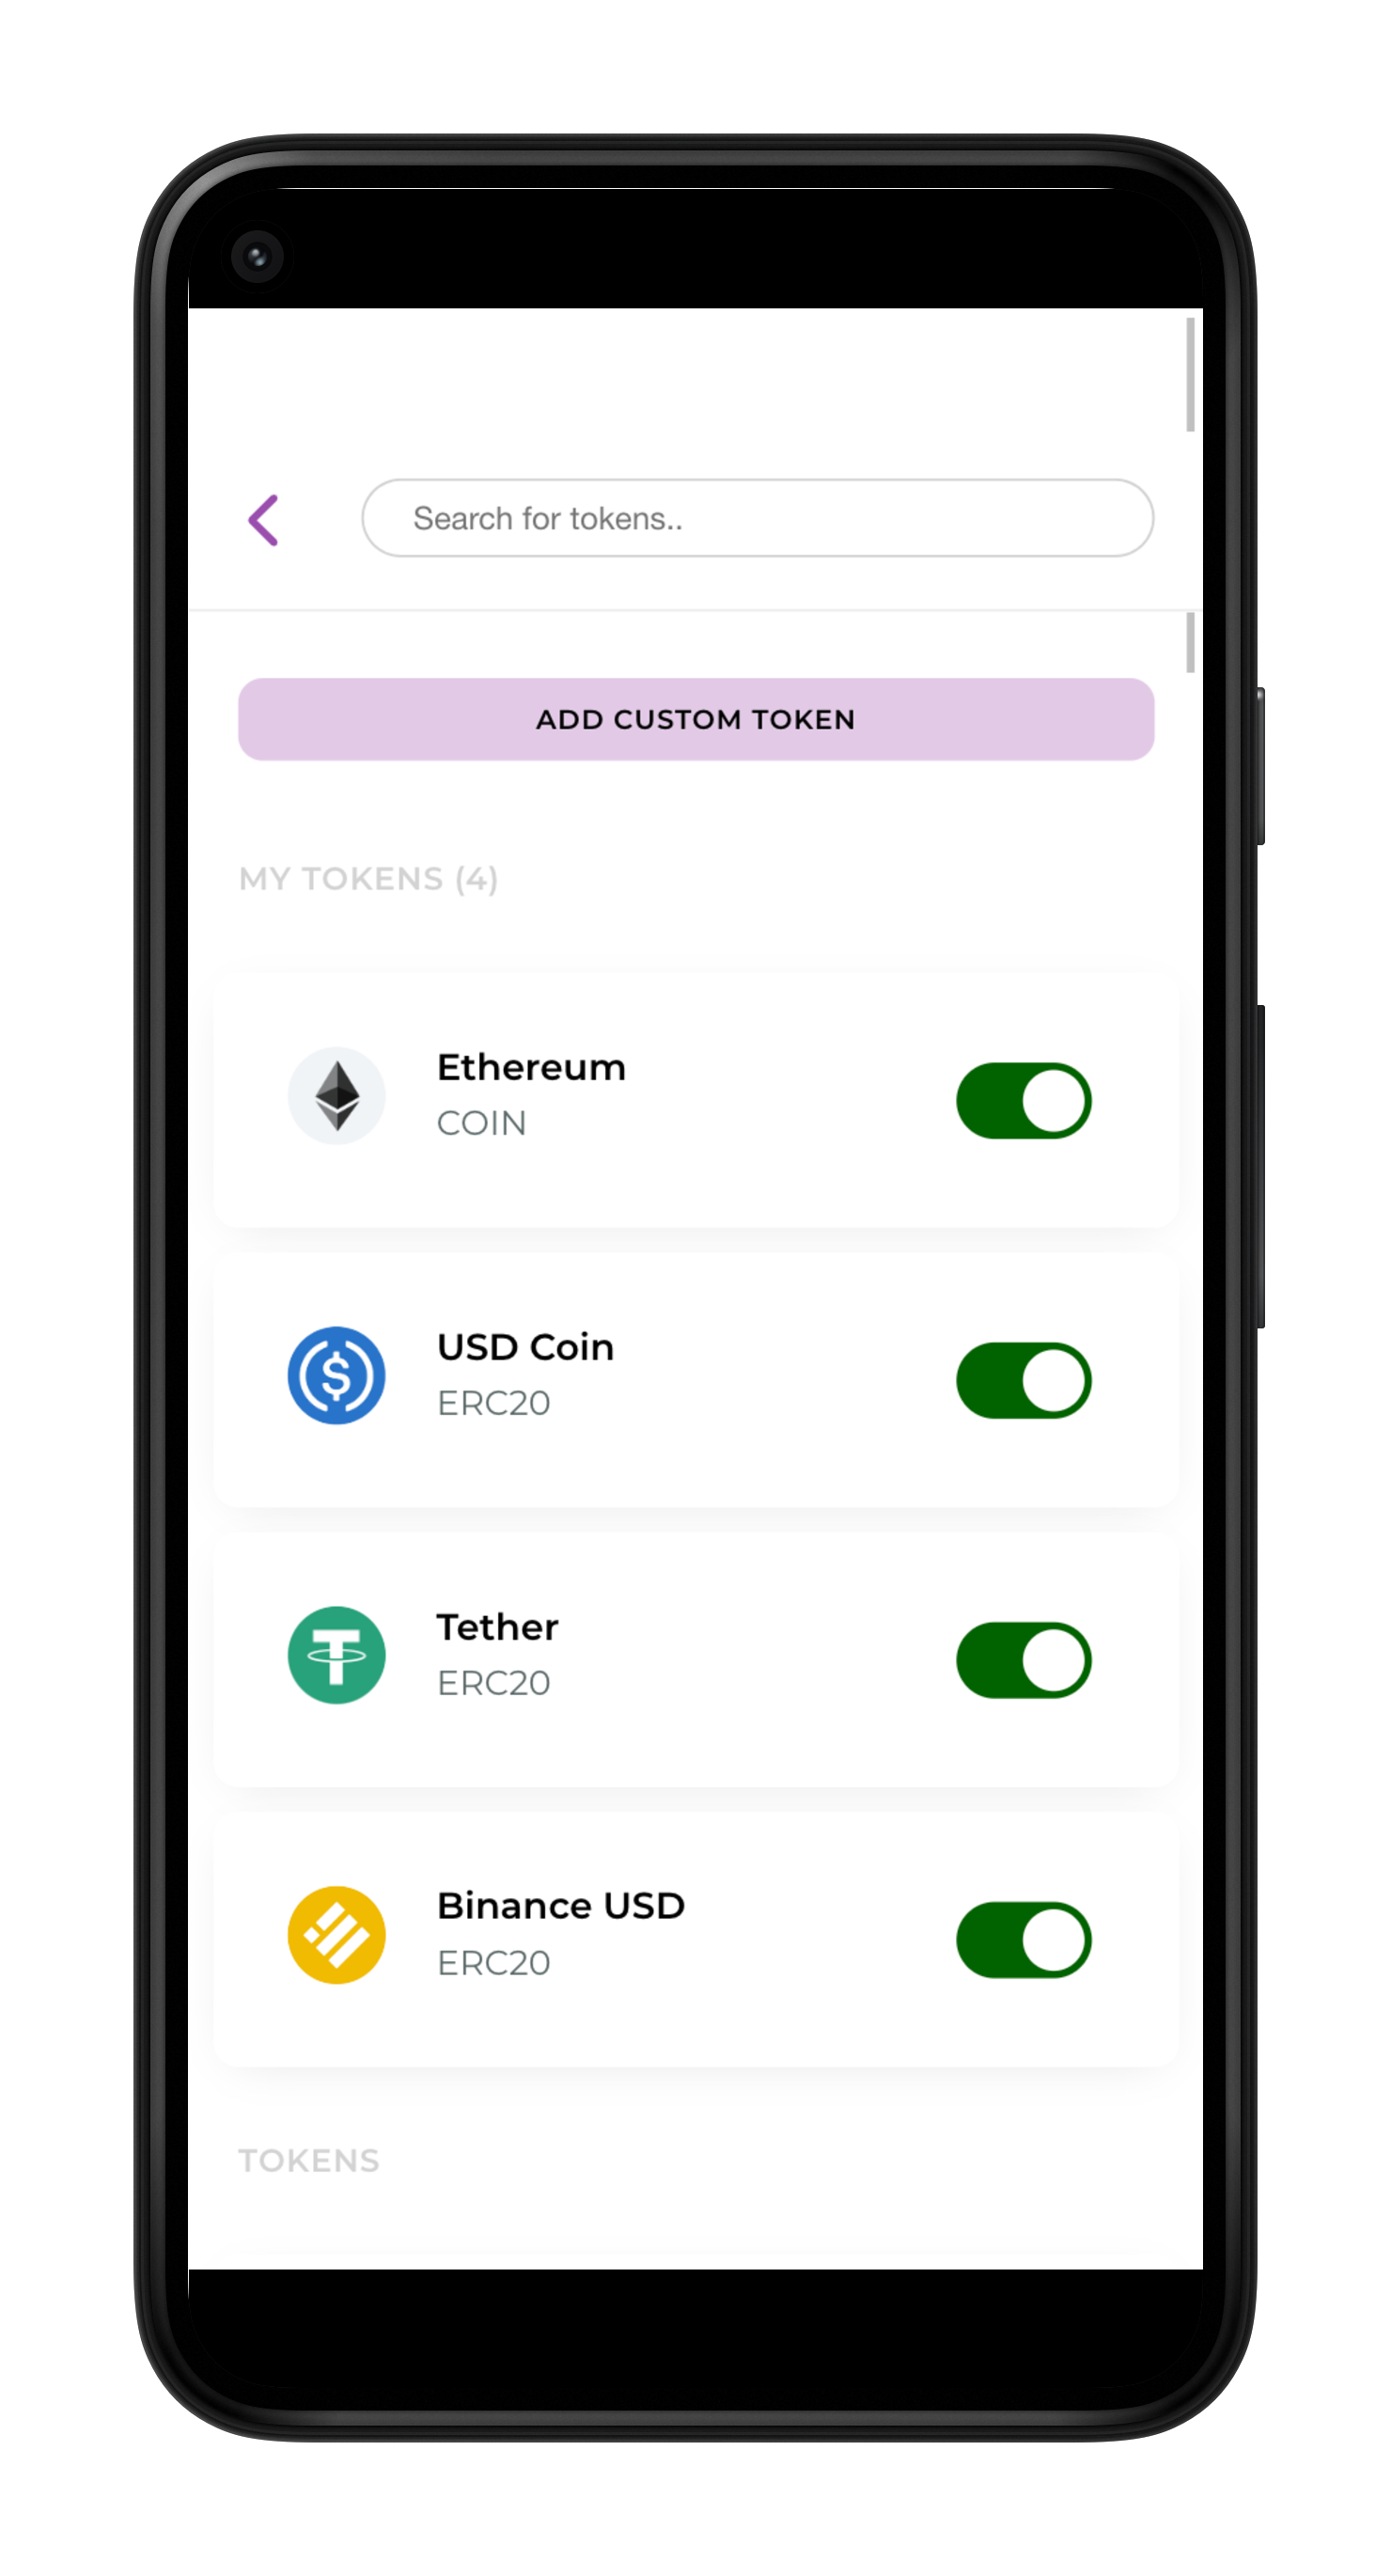 Search for tokens..
ADD CUSTOM TOKEN
MY TOKENS (4)
Ethereum
COIN
USD Coin
ERC20
Tether
ERC20
Binance USD
ERC20
TOKENS